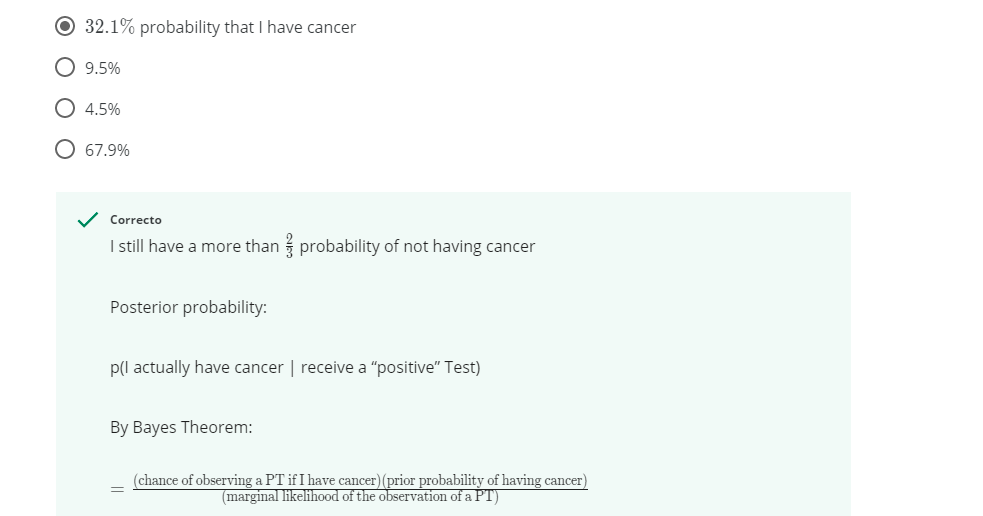 32.1% probability that I have cancer
9.5%
4.5%
67.9%
Correcto
I still have a more than 2/3 probability of not having cancer
Posterior probability:
p(I actually have cancer | receive a “positive” Test)
By Bayes Theorem:
= (chance of observing a PT if I have cancer)(prior probability of having cancer)
(marginal likelihood of the observation of a PT)